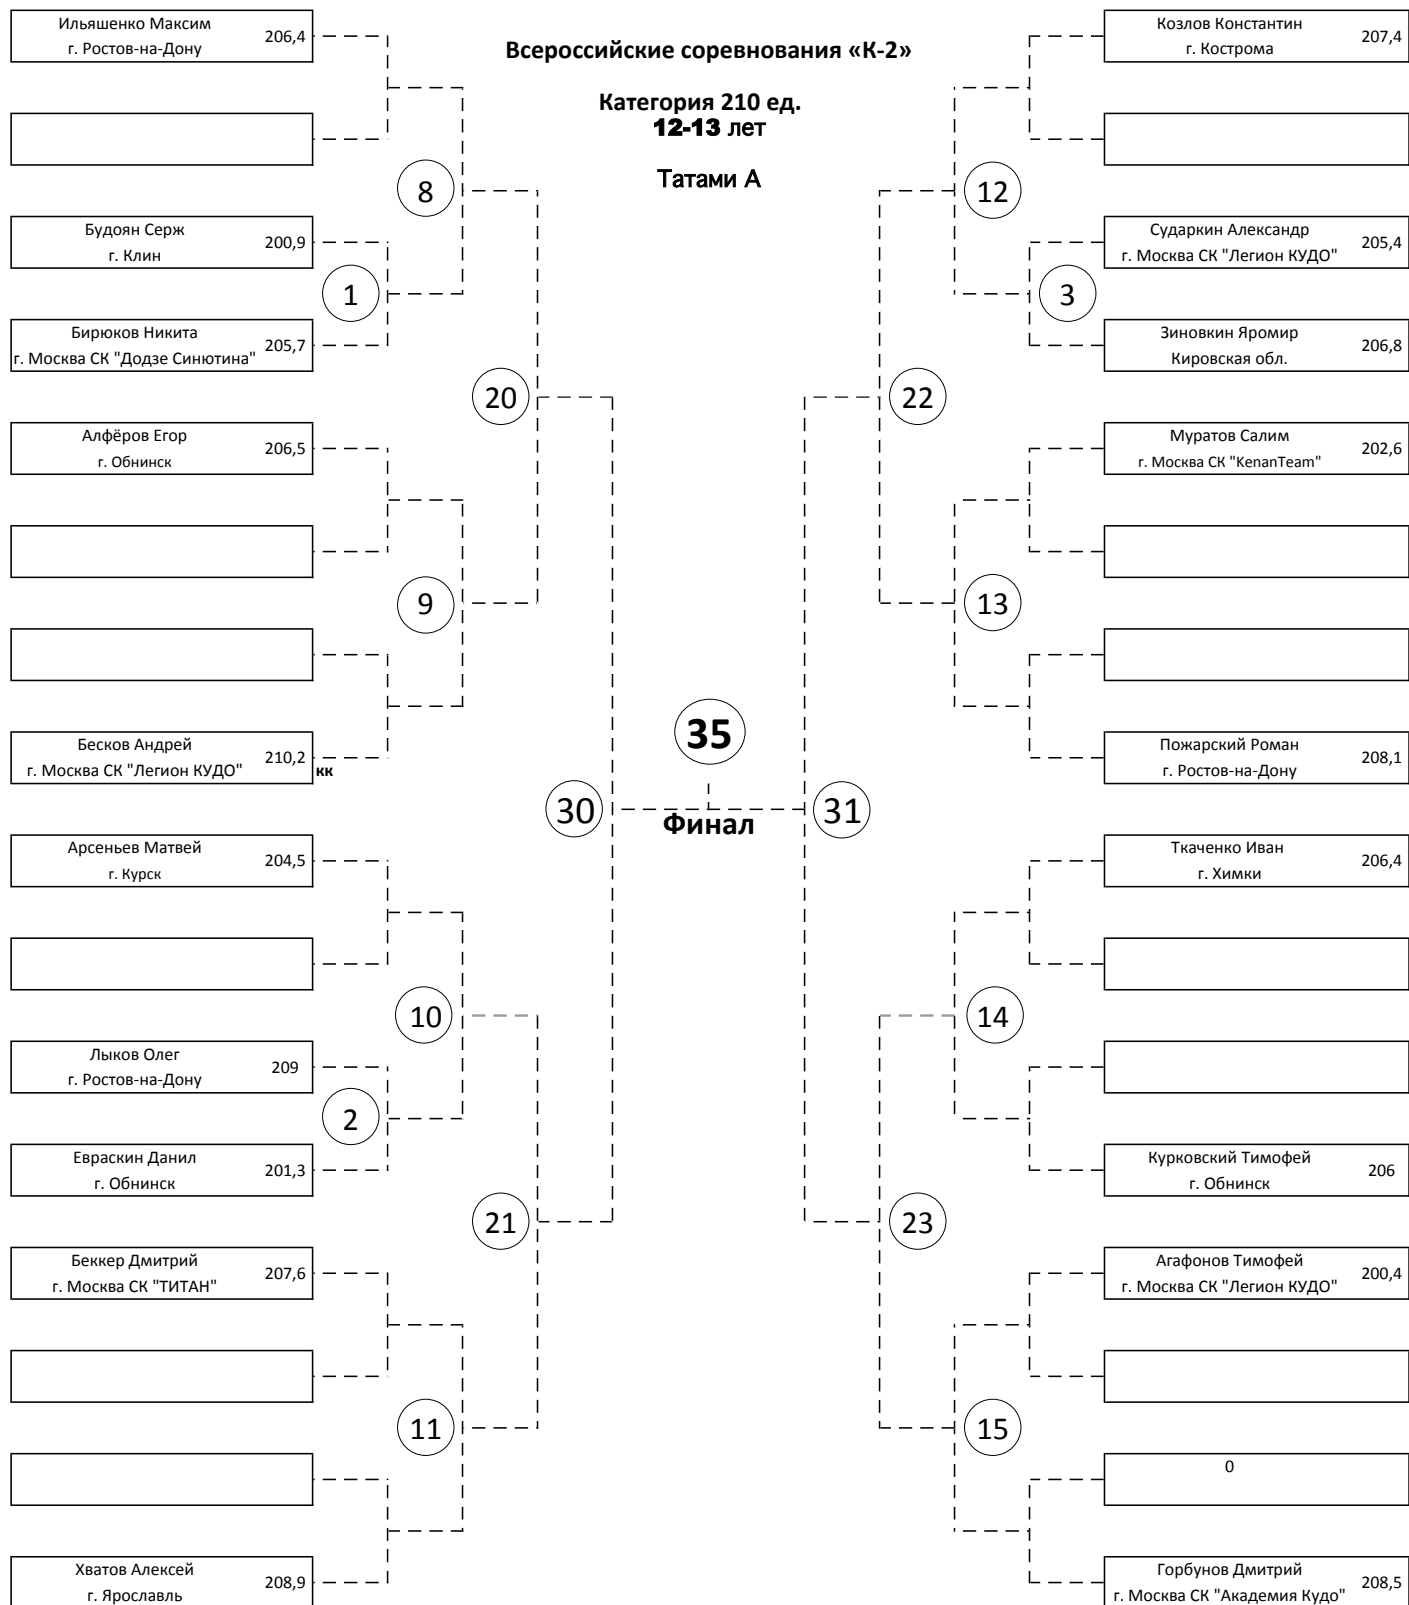 Всероссийские соревнования «К-2»
Категория 210 ед.
12-13 лет
Татами А
Ильяшенко Максим
г. Ростов-на-Дону
206,4
Будоян Серж
г. Клин
200,9
Бирюков Никита
г. Москва СК "Додзе Синютина"
205,7
Алфёров Егор
г. Обнинск
206,5
Бесков Андрей
г. Москва СК "Легион КУДО"
210,2
кк
Арсеньев Матвей
г. Курск
204,5
Лыков Олег
г. Ростов-на-Дону
209
Евраскин Данил
г. Обнинск
201,3
Беккер Дмитрий
г. Москва СК "ТИТАН"
207,6
Хватов Алексей
г. Ярославль
208,9
1
2
8
9
10
11
20
21
30
35
Финал
31
22
23
12
13
14
15
3
Козлов Константин
г. Кострома
207,4
Сударкин Александр
г. Москва СК "Легион КУДО"
205,4
Зиновкин Яромир
Кировская обл.
206,8
Муратов Салим
г. Москва СК "KenanTeam"
202,6
Пожарский Роман
г. Ростов-на-Дону
208,1
Ткаченко Иван
г. Химки
206,4
Курковский Тимофей
г. Обнинск
206
Агафонов Тимофей
г. Москва СК "Легион КУДО"
200,4
0
Горбунов Дмитрий
г. Москва СК "Академия Кудо"
208,5